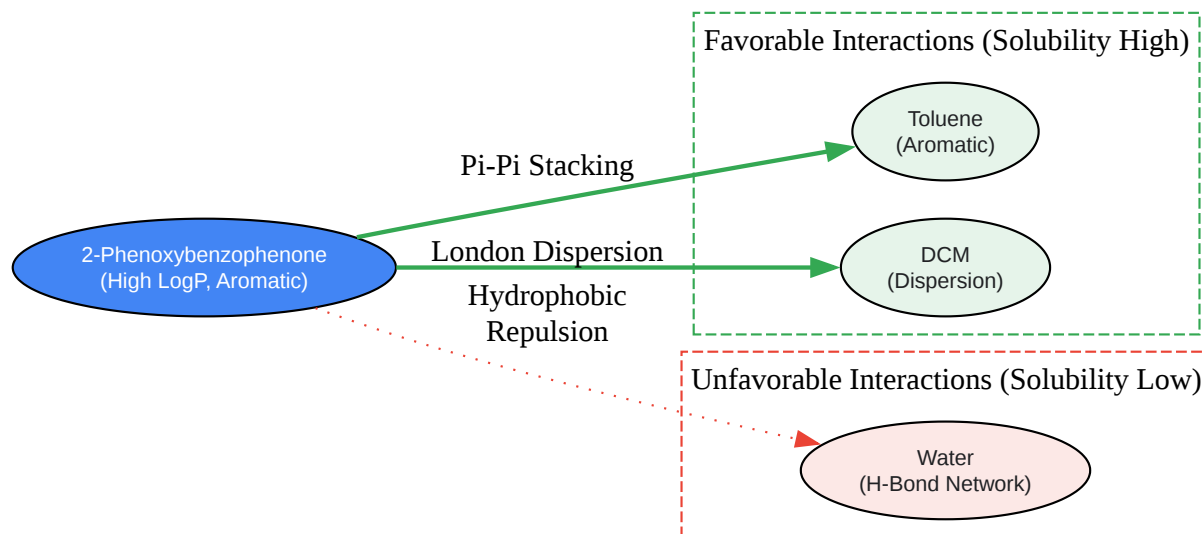 Favorable Interactions (Solubility High)
Toluene
(Aromatic)
Pi-Pi Stacking
2-Phenoxybenzophenone
(High LogP, Aromatic)
London Dispersion
DCM
(Dispersion)
Hydrophobic
Repulsion
Unfavorable Interactions (Solubility Low)
Water
(H-Bond Network)